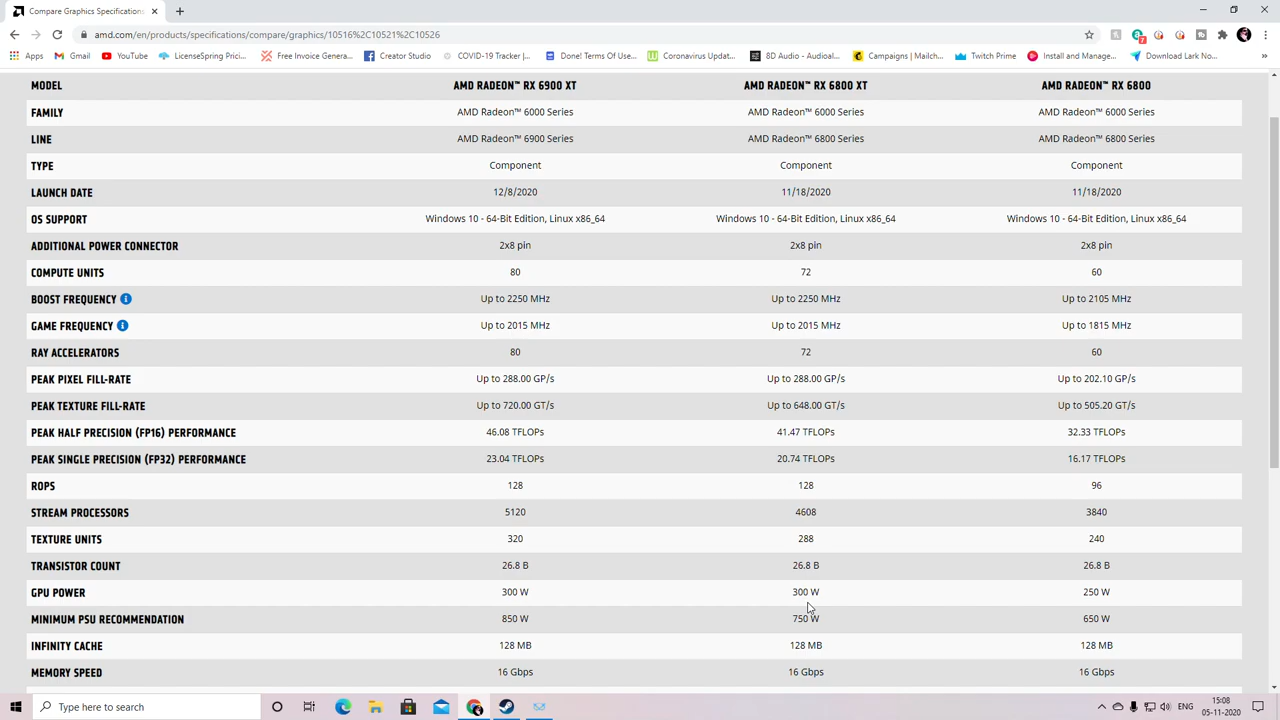 Compare Graphics Specifications
amd.com/en/products/specifications/compare/graphics/10516%2C10521%2C10526
Apps Gmail YouTube LicenseSpring Prici... Free Invoice Genera... Creator Studio COVID-19 Tracker |... Done! Terms Of Use... Coronavirus Updat... 8D Audio - Audioal... Campaigns | Mailch... Twitch Prime Install and Manage... Download Lark No... »
MODEL AMD RADEON™ RX 6900 XT AMD RADEON™ RX 6800 XT AMD RADEON™ RX 6800
FAMILY AMD Radeon™ 6000 Series AMD Radeon™ 6000 Series AMD Radeon™ 6000 Series
LINE AMD Radeon™ 6900 Series AMD Radeon™ 6800 Series AMD Radeon™ 6800 Series
TYPE Component Component Component
LAUNCH DATE 12/8/2020 11/18/2020 11/18/2020
OS SUPPORT Windows 10 - 64-Bit Edition, Linux x86_64 Windows 10 - 64-Bit Edition, Linux x86_64 Windows 10 - 64-Bit Edition, Linux x86_64
ADDITIONAL POWER CONNECTOR 2x8 pin 2x8 pin 2x8 pin
COMPUTE UNITS 80 72 60
BOOST FREQUENCY Up to 2250 MHz Up to 2250 MHz Up to 2105 MHz
GAME FREQUENCY Up to 2015 MHz Up to 2015 MHz Up to 1815 MHz
RAY ACCELERATORS 80 72 60
PEAK PIXEL FILL-RATE Up to 288.00 GP/s Up to 288.00 GP/s Up to 202.10 GP/s
PEAK TEXTURE FILL-RATE Up to 720.00 GT/s Up to 648.00 GT/s Up to 505.20 GT/s
PEAK HALF PRECISION (FP16) PERFORMANCE 46.08 TFLOPs 41.47 TFLOPs 32.33 TFLOPs
PEAK SINGLE PRECISION (FP32) PERFORMANCE 23.04 TFLOPs 20.74 TFLOPs 16.17 TFLOPs
ROPS 128 128 96
STREAM PROCESSORS 5120 4608 3840
TEXTURE UNITS 320 288 240
TRANSISTOR COUNT 26.8 B 26.8 B 26.8 B
GPU POWER 300 W 300 W 250 W
MINIMUM PSU RECOMMENDATION 850 W 750 W 650 W
INFINITY CACHE 128 MB 128 MB 128 MB
MEMORY SPEED 16 Gbps 16 Gbps 16 Gbps
Type here to search ENG 15:08
05-11-2020